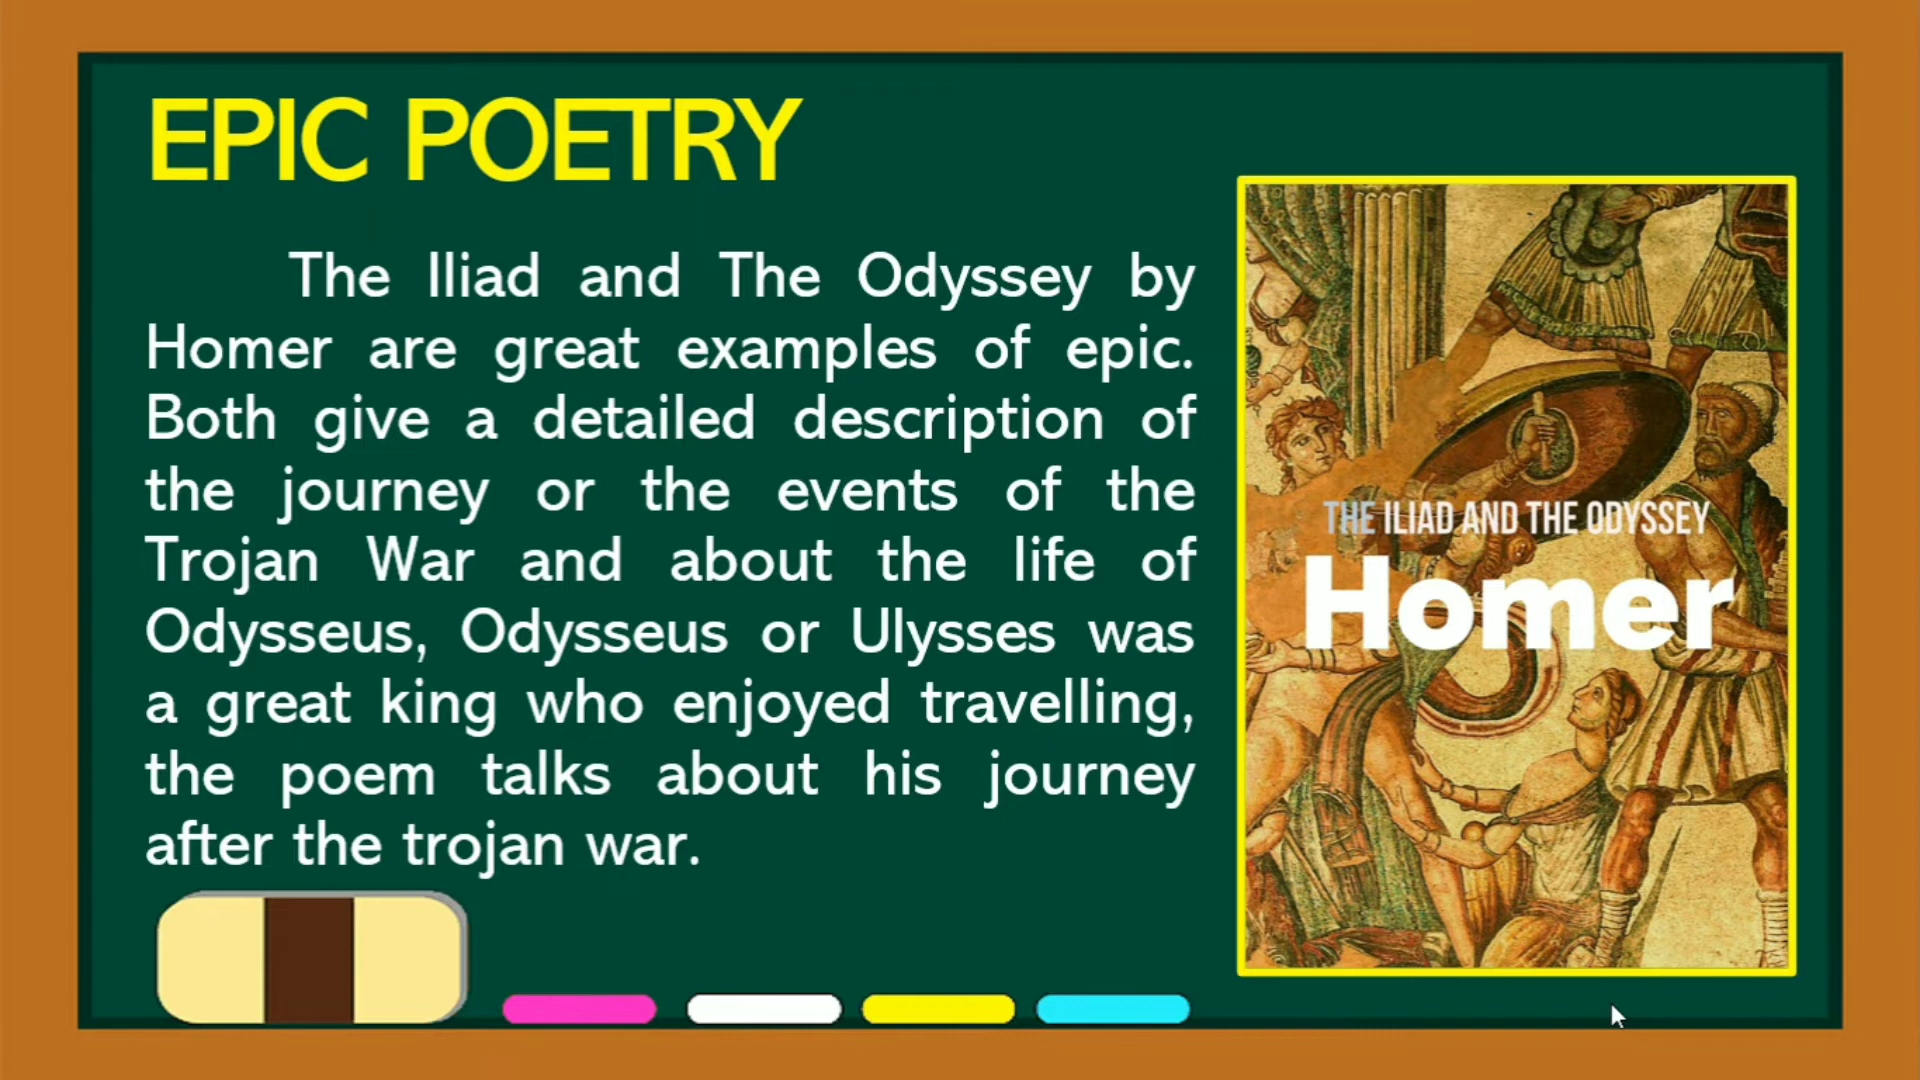 EPIC POETRY
The Iliad and The Odyssey by
Homer are great examples of epic.
Both give a detailed description of
the journey or the events of the
Trojan War and about the life of
Odysseus, Odysseus or Ulysses was
a great king who enjoyed travelling,
the poem talks about his journey
after the trojan war.
THE ILIAD AND THE ODYSSEY
Homer